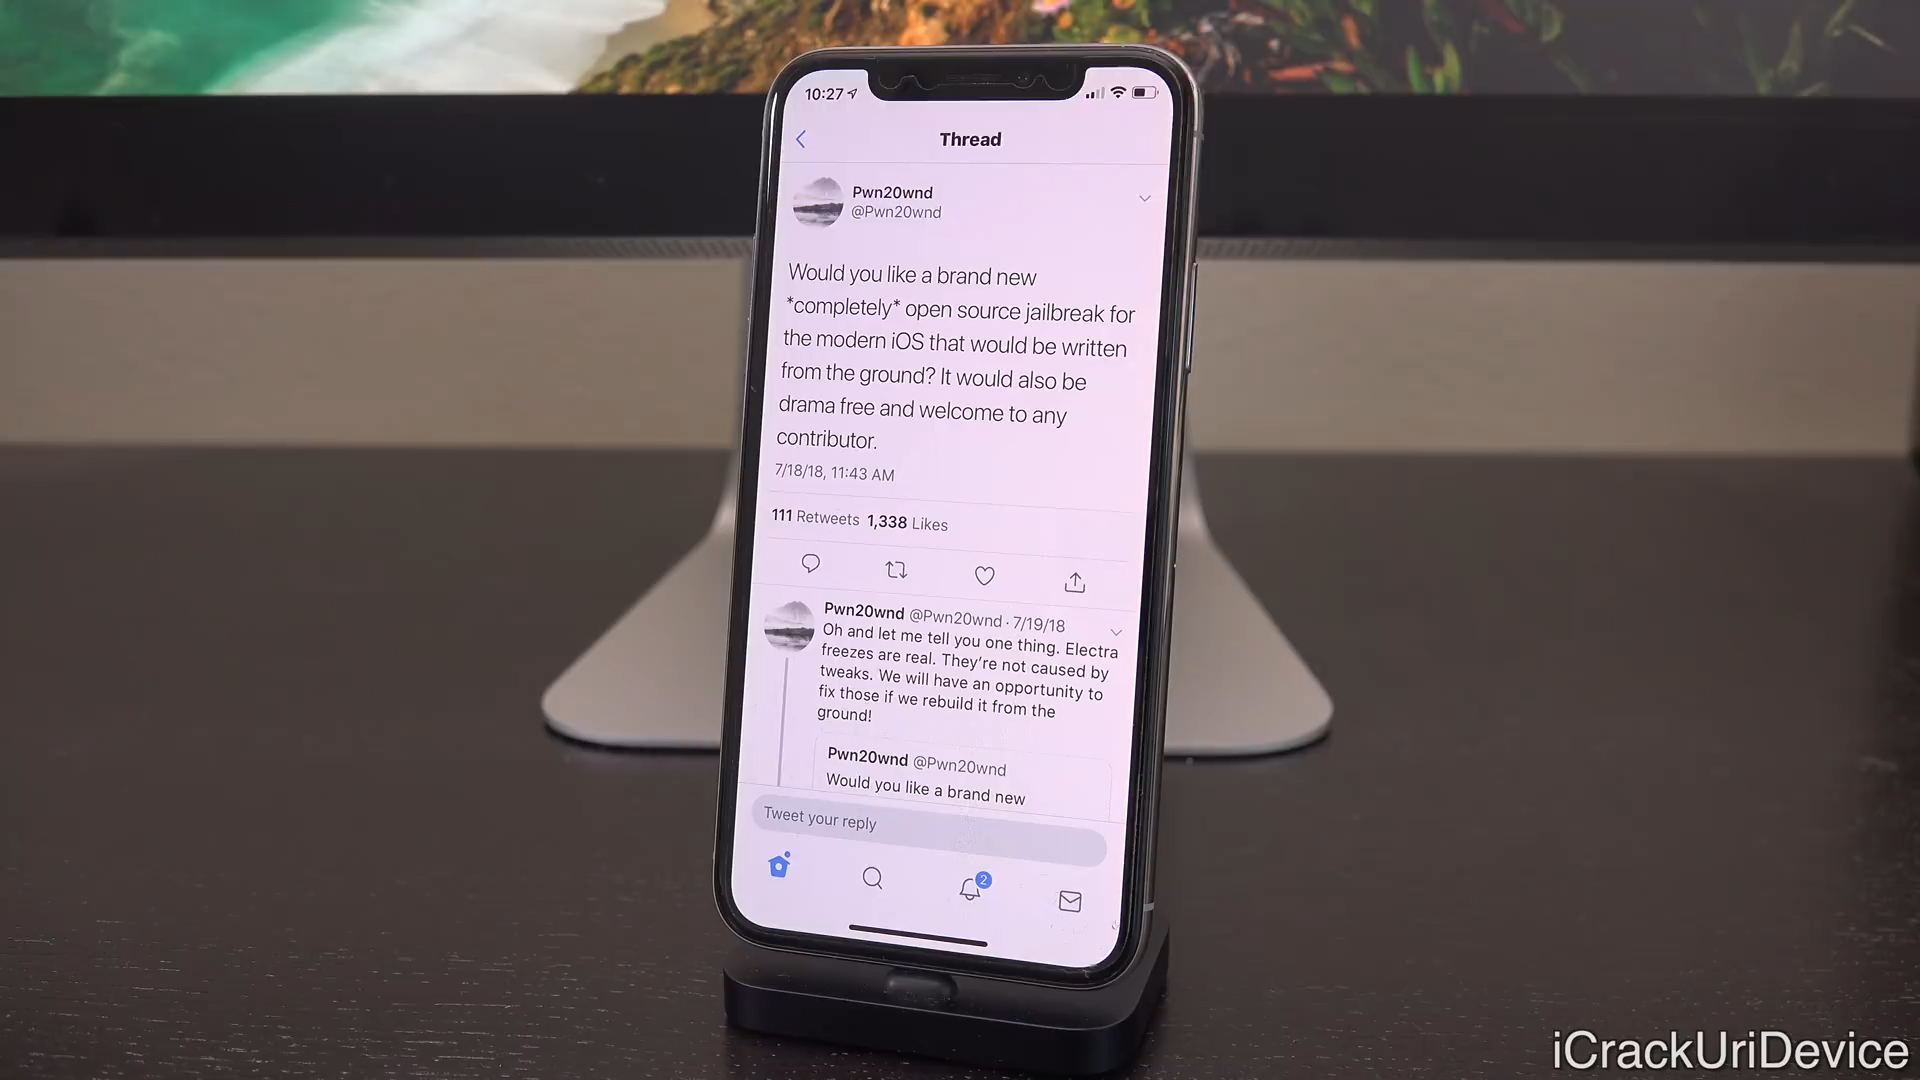 10:27
Thread
Pwn20wnd
@Pwn20wnd
Would you like a brand new
*completely* open source jailbreak for
the modern iOS that would be written
from the ground? It would also be
drama free and welcome to any
contributor.
7/18/18, 11:43 AM
111 Retweets 1,338 Likes
Pwn20wnd @Pwn20wnd · 7/19/18
Oh and let me tell you one thing. Electra
freezes are real. They're not caused by
tweaks. We will have an opportunity to
fix those if we rebuild it from the
ground!
Pwn20wnd @Pwn20wnd
Would you like a brand new
Tweet your reply
2
iCrackUriDevice